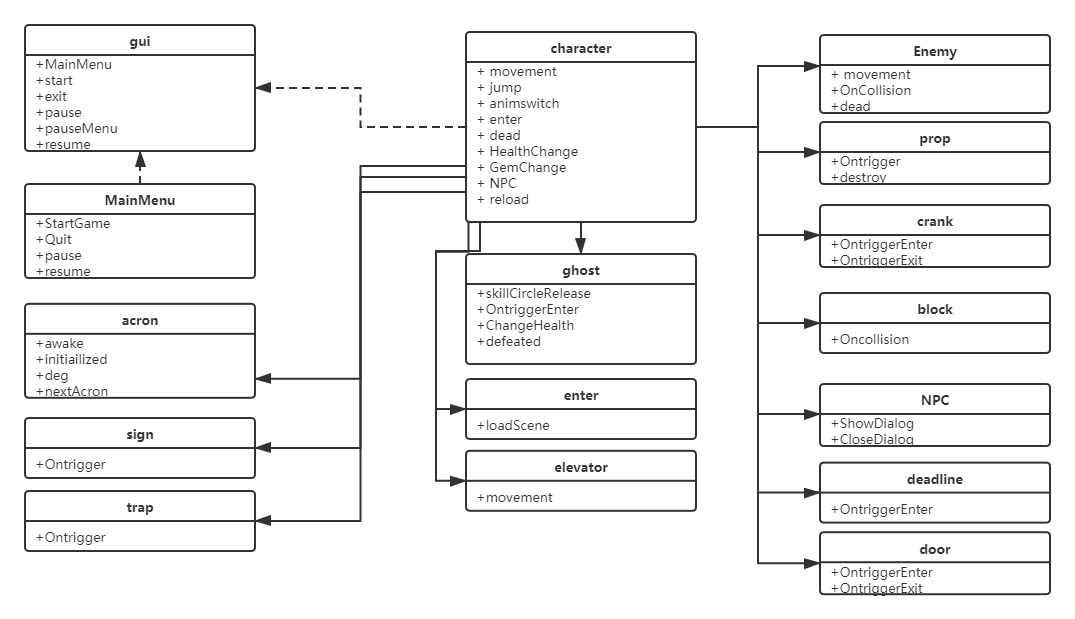 gui
+MainMenu
+start
+exit
+pause
+pauseMenu
+resume
MainMenu
+StartGame
+Quit
+pause
+resume
acron
+awake
+initiailized
+deg
+nextAcron
sign
+Ontrigger
trap
+Ontrigger
character
+ movement
+ jump
+ animswitch
+ enter
+ dead
+ HealthChange
+ GemChange
+ NPC
+ reload
ghost
+skillCircleRelease
+OntriggerEnter
+ChangeHealth
+defeated
enter
+loadScene
elevator
+movement
Enemy
+ movement
+OnCollision
+dead
prop
+Ontrigger
+destroy
crank
+OntriggerEnter
+OntriggerExit
block
+Oncollision
NPC
+ShowDialog
+CloseDialog
deadline
+OntriggerEnter
door
+OntriggerEnter
+OntriggerExit